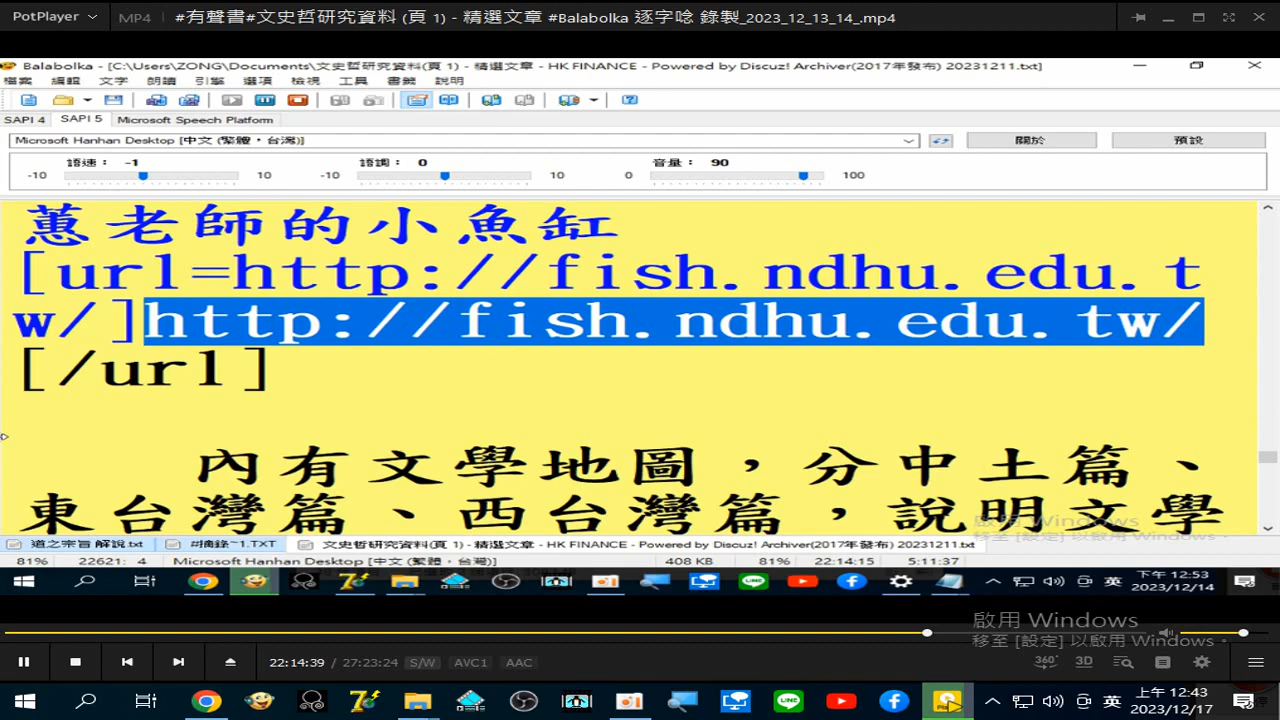 PotPlayer
MP4
#有聲書#文史哲研究資料 (頁 1) - 精選文章 #Balabolka 逐字唸 錄製_2023_12_13_14_.mp4
Balabolka - [C:\Users\ZONG\Documents\文史哲研究資料(頁 1) - 精選文章 - HK FINANCE - Powered by Discuz! Archiver(2017年發布) 20231211.txt]
檔案 編輯 文字 朗讀 引擎 選項 檢視 工具 書籤 說明
SAPI 4 SAPI 5 Microsoft Speech Platform
Microsoft Hanhan Desktop [中文 (繁體，台灣)]
關於 預設
語速： -1 語調： 0 音量： 90
-10 10 -10 10 0 100
蕙老師的小魚缸
[url=http://fish.ndhu.edu.t
w/]http://fish.ndhu.edu.tw/
[/url]
內有文學地圖，分中土篇、
東台灣篇、西台灣篇，說明文學
啟用 Windows
移至 [設定] 以啟用 Windows。
道之宗旨 解說.txt #摘錄~1.TXT 文史哲研究資料(頁 1) - 精選文章 - HK FINANCE - Powered by Discuz! Archiver(2017年發布) 20231211.txt
81% 22621: 4 Microsoft Hanhan Desktop [中文 (繁體，台灣)] 408 KB 81% 22:14:15 5:11:37
英 下午 12:53
2023/12/14
啟用 Windows
移至 [設定] 以啟用 Windows。
22:14:39 / 27:23:24 S/W AVC1 AAC
360° 3D
英 上午 12:43
2023/12/17